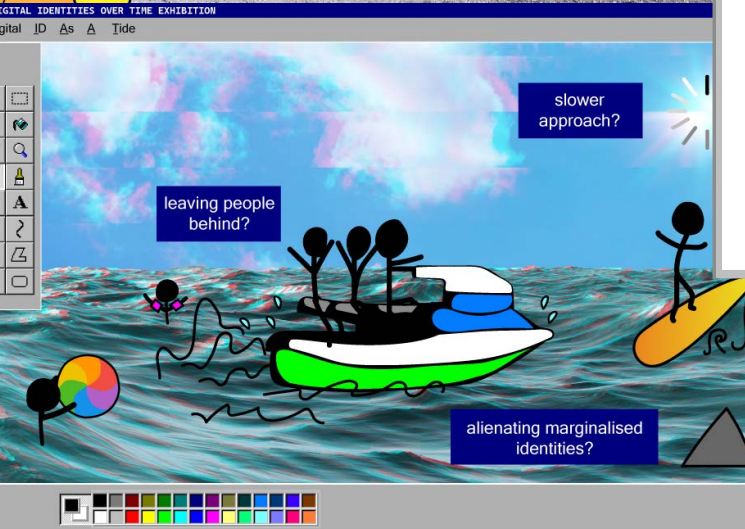 IGITAL IDENTITIES OVER TIME EXHIBITION
gital ID As A Tide
slower
approach?
A
leaving people
behind?
alienating marginalised
identities?